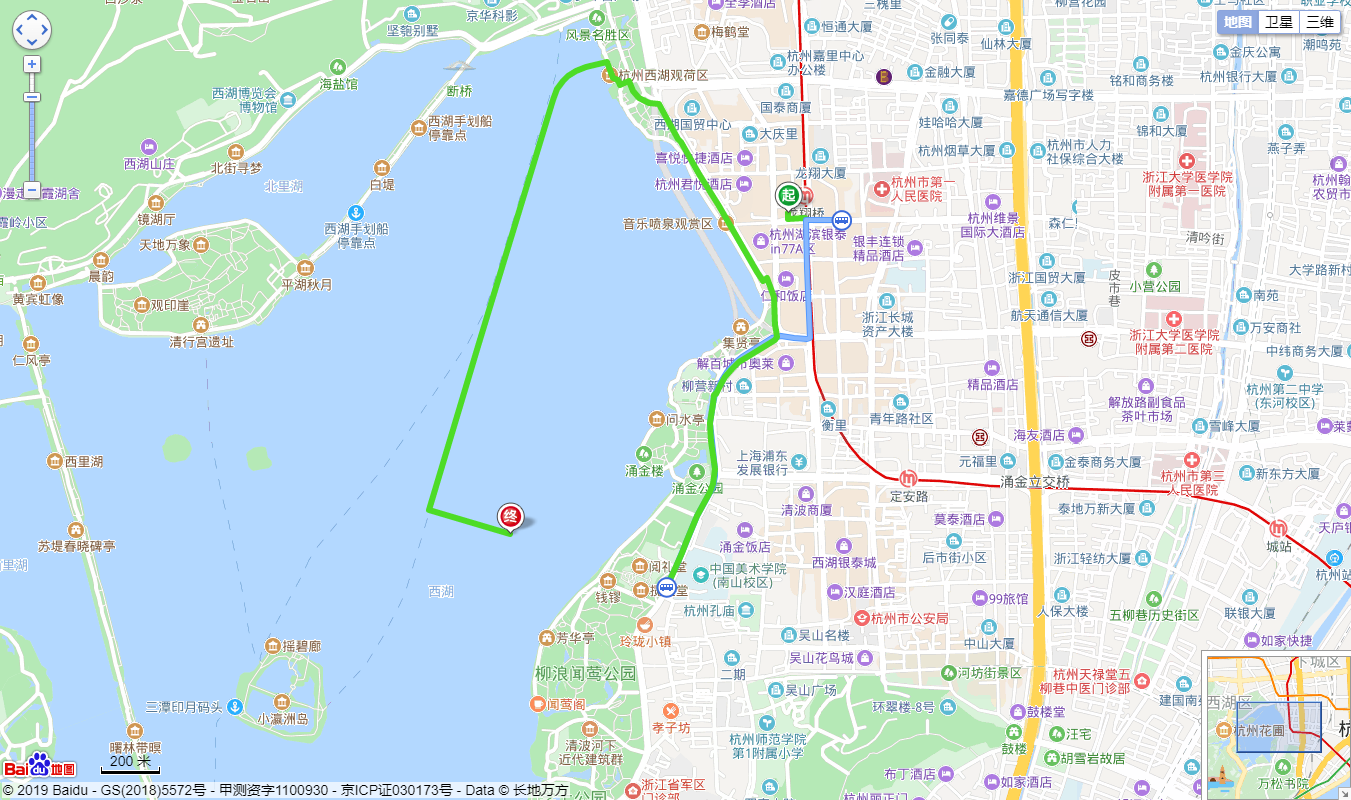 全季酒店
三槐里
柳营花园
地图
卫星
三维
坚匏别墅
京华科影
风景名胜区
梅鹤堂
恒通大厦
张同泰
仙林大厦
潮鸣苑
金庆公寓
杭州嘉里中心
办公楼
金融大厦
铭和商务楼
杭州银行大厦
杭州西湖观荷区
海盐馆
断桥
西湖博览会
博物馆
国泰商厦
嘉德广场写字楼
西湖手划船
停靠点
西湖国贸中心
大庆里
娃哈哈大厦
锦和大厦
燕子弄
西湖山庄
北街寻梦
喜悦快捷酒店
龙翔大厦
杭州烟草大厦
杭州市人力
社保综合大楼
浙江大学医学院
附属第一医院
北里湖
白堤
杭州君悦酒店
起
杭州市第一
人民医院
镜湖厅
西湖手划船
停靠点
音乐喷泉观赏区
龙翔桥
杭州维景
国际大酒店
森仁
清吟街
天地万象
杭州湖滨银泰
in77A区
银丰连锁
精品酒店
晨韵
平湖秋月
浙江国贸大厦
皮市巷
小营公园
大学路新村
黄宾虹像
观印崖
仁和饭店
浙江长城
资产大楼
航天通信大厦
南苑
清行宫遗址
集贤亭
万安商社
仁风亭
解百城市奥莱
浙江大学医学院
附属第二医院
中纬商务大厦
柳营新村
精品酒店
杭州第二中学
(东河校区)
问水亭
衡里
青年路社区
解放路副食品
茶叶市场
雪峰大厦
西里湖
涌金楼
上海浦东
发展银行
海友酒店
元福里
金泰商务大厦
杭州市第三
人民医院
新东方大厦
涌金公园
定安路
涌金立交桥
终
清波商厦
莫泰酒店
泰地万新大厦
天庐银
苏堤春晓碑亭
涌金饭店
西湖银泰城
后市街小区
浙江轻纺大厦
城站
阅礼堂
中国美术学院
(南山校区)
杭州站
西湖
钱镠
杭州孔庙
汉庭酒店
99旅馆
人保大楼
五柳巷历史街区
联银大厦
玲珑小镇
杭州市公安局
吴山名楼
中山大厦
如家快捷
摇碧廊
芳华亭
柳浪闻莺公园
二期
吴山花鸟城
河坊街景区
杭州天禄堂五
柳巷中医门诊部
下城区
三潭印月码头
小瀛洲岛
闻莺阁
吴山广场
环翠楼-8号
鼓楼堂
西湖区
孝子坊
杭州师范学院
第1附属小学
鼓楼
汪宅
杭州花圃
曙林带暝
200 米
清波河下
近代建筑群
胡雪岩故居
万松书院
Bai du 地图
浙江省军区
门诊部
布丁酒店
如家酒店
© 2019 Baidu - GS(2018)5572号 - 甲测资字1100930 - 京ICP证030173号 - Data © 长地万方